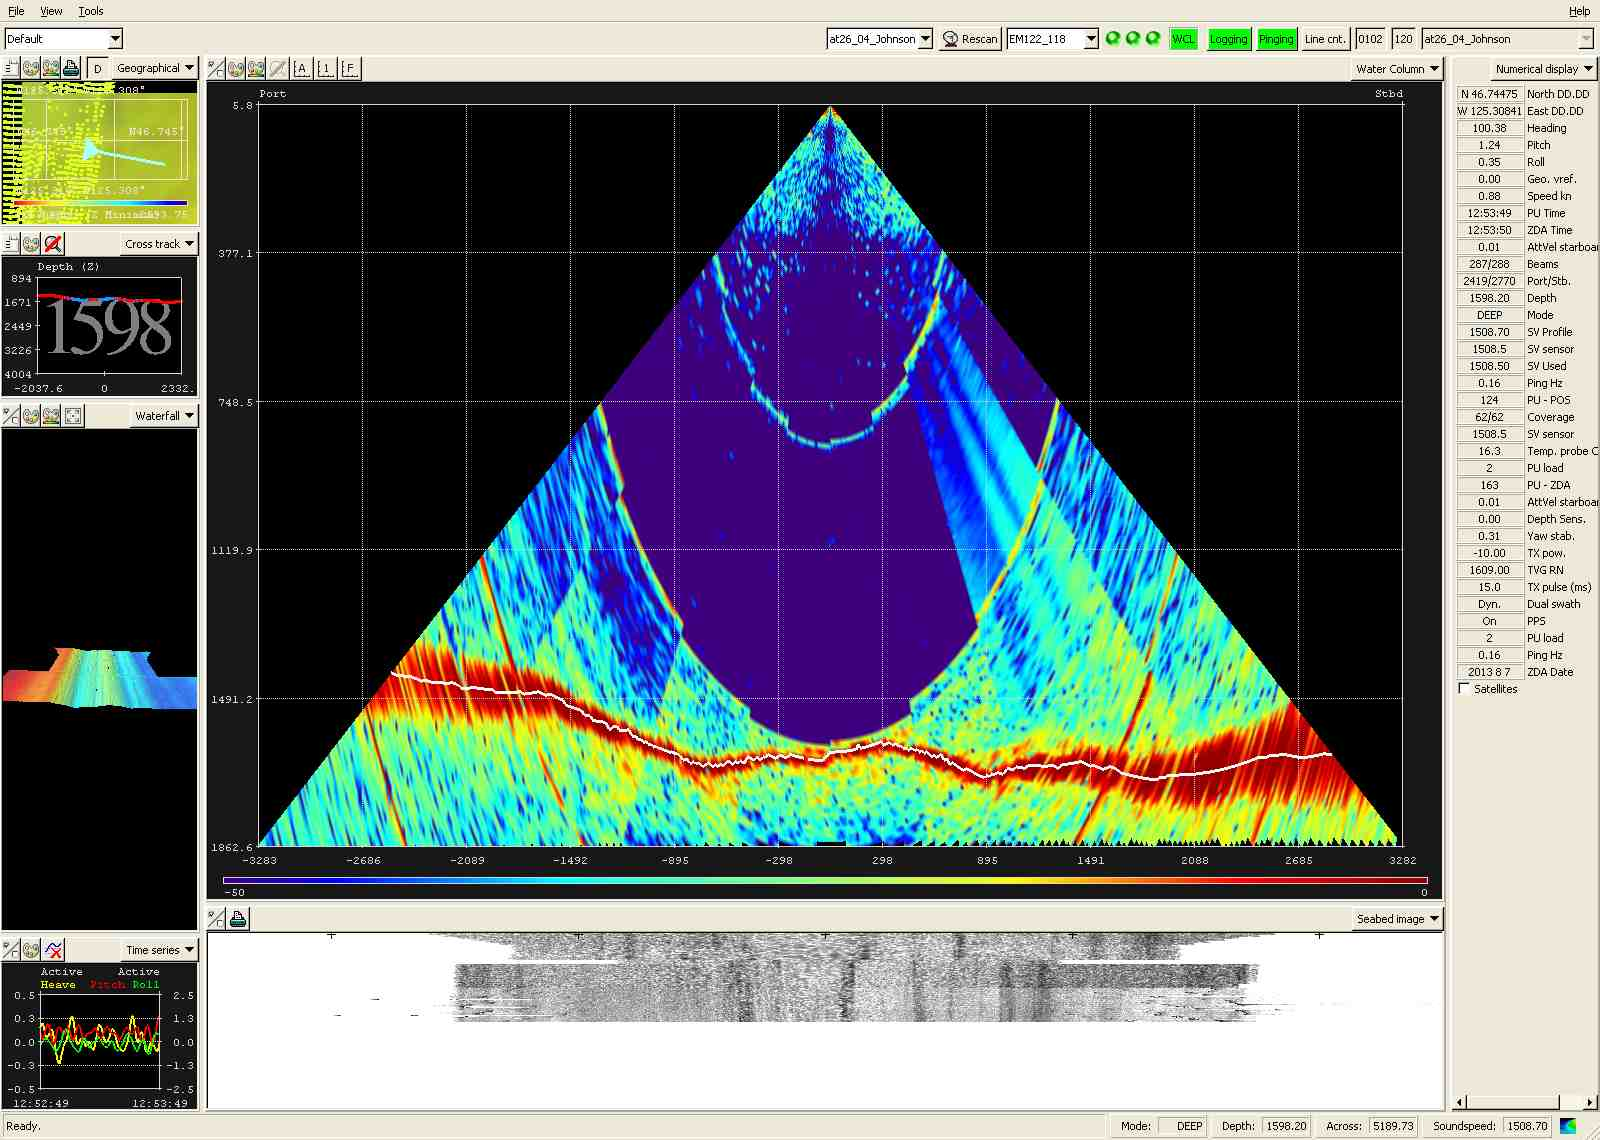 File View Tools Help
Default
at26_04_Johnson Rescan EM122_118 WCL Logging Pinging Line cnt. 0102 120 at26_04_Johnson
D Geographical
N46.745°
Cross track
Depth (Z)
894
1671
2449
3226
4004
1598
-2037.6 0 2332.
Waterfall
Time series
Active Active
Heave Pitch Roll
0.5 2.5
0.3 1.3
0.0 0.0
-0.3 -1.3
-0.5 -2.5
12:52:49 12:53:49
A 1 F Water Column
Port Stbd
5.8
377.1
748.5
1119.9
1491.2
1862.6
-3283 -2686 -2089 -1492 -895 -298 298 895 1491 2088 2685 3282
-50 0
Seabed image
Numerical display
N 46.74475 North DD.DD
W 125.30841 East DD.DD
100.38 Heading
1.24 Pitch
0.35 Roll
0.00 Geo. vref.
0.88 Speed kn
12:53:49 PU Time
12:53:50 ZDA Time
0.01 AttVel starboa
287/288 Beams
2419/2770 Port/Stb.
1598.20 Depth
DEEP Mode
1508.70 SV Profile
1508.5 SV sensor
1508.50 SV Used
0.16 Ping Hz
124 PU - POS
62/62 Coverage
1508.5 SV sensor
16.3 Temp. probe C
2 PU load
163 PU - ZDA
0.01 AttVel starboa
0.00 Depth Sens.
0.31 Yaw stab.
-10.00 TX pow.
1609.00 TVG RN
15.0 TX pulse (ms)
Dyn. Dual swath
On PPS
2 PU load
0.16 Ping Hz
2013 8 7 ZDA Date
Satellites
Ready. Mode: DEEP Depth: 1598.20 Across: 5189.73 Soundspeed: 1508.70